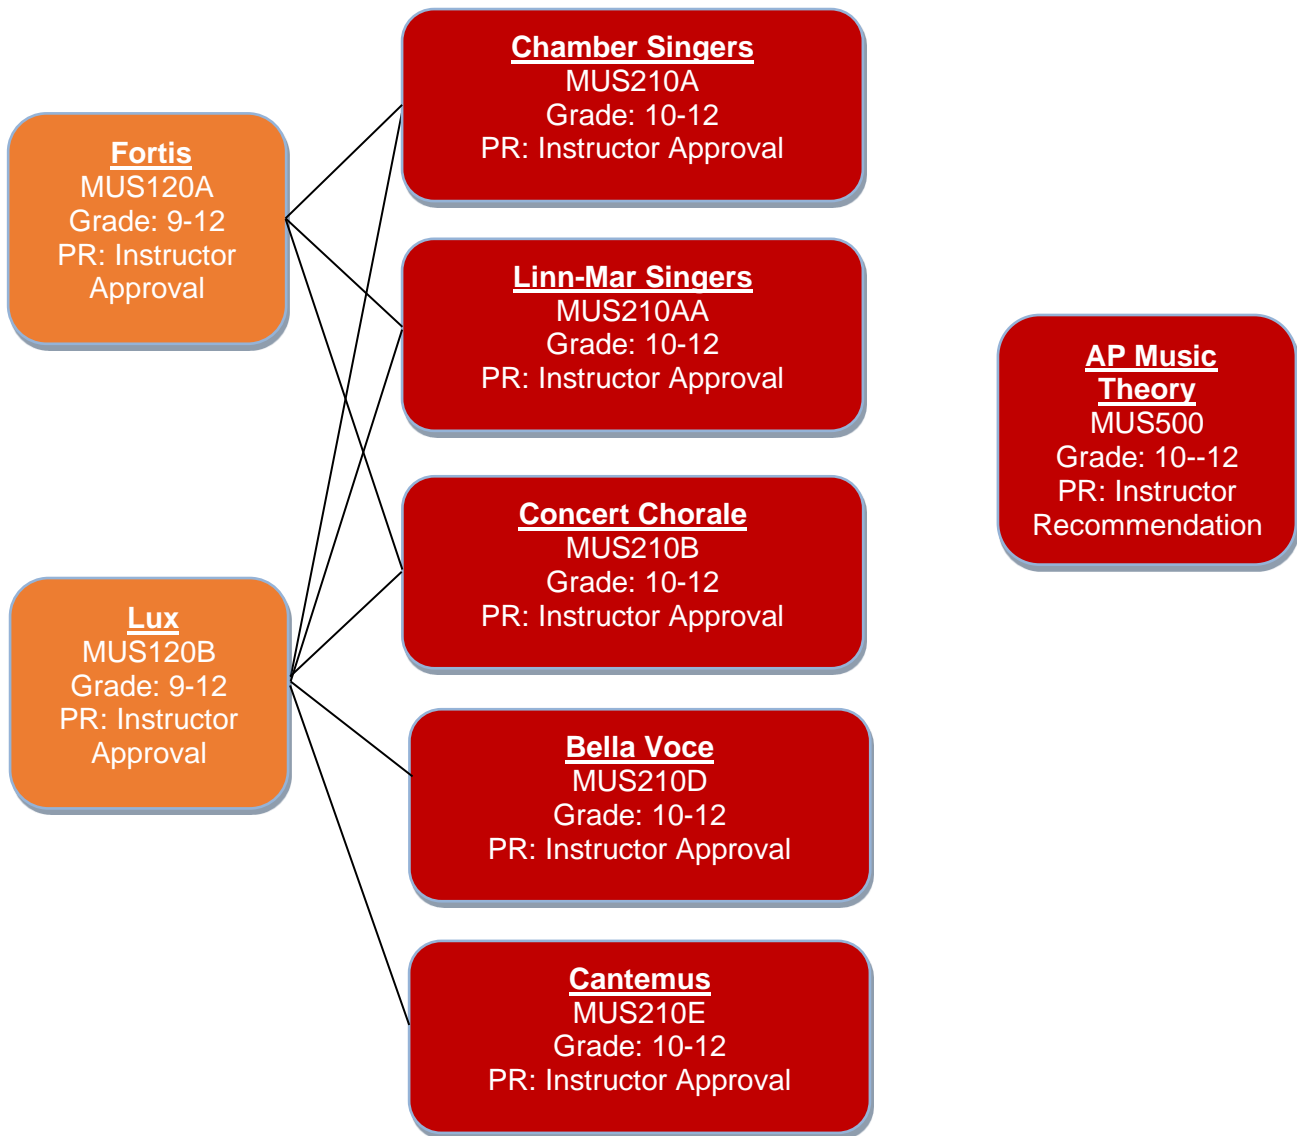 Fortis
MUS120A
Grade: 9-12
PR: Instructor
Approval
Lux
MUS120B
Grade: 9-12
PR: Instructor
Approval
Chamber Singers
MUS210A
Grade: 10-12
PR: Instructor Approval
Linn-Mar Singers
MUS210AA
Grade: 10-12
PR: Instructor Approval
Concert Chorale
MUS210B
Grade: 10-12
PR: Instructor Approval
Bella Voce
MUS210D
Grade: 10-12
PR: Instructor Approval
Cantemus
MUS210E
Grade: 10-12
PR: Instructor Approval
AP Music
Theory
MUS500
Grade: 10--12
PR: Instructor
Recommendation